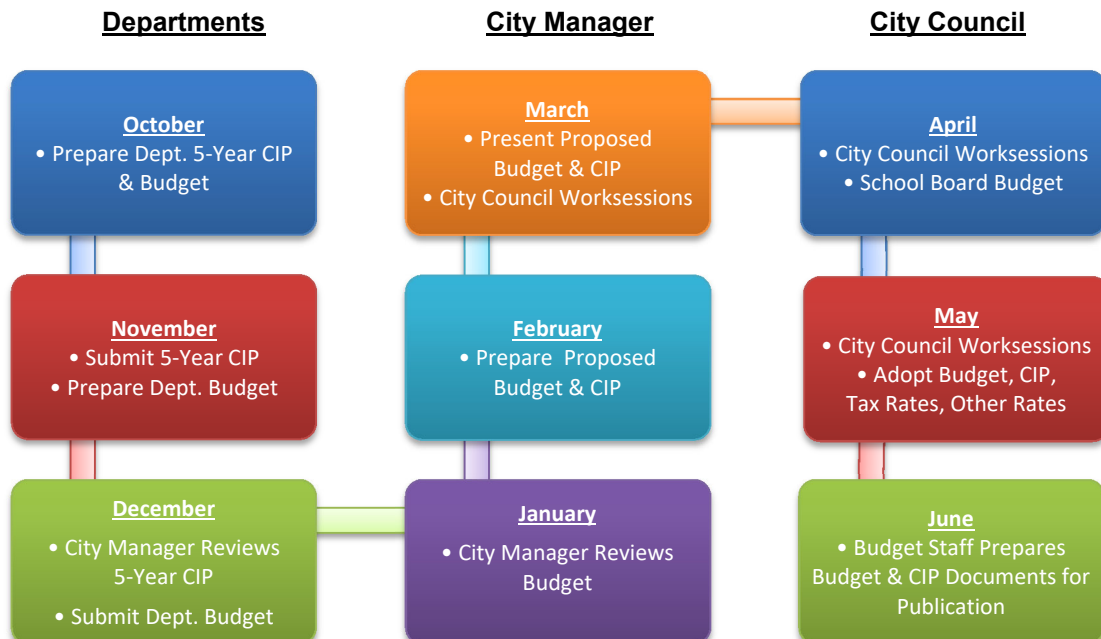 Departments
October
• Prepare Dept. 5-Year CIP
& Budget
November
• Submit 5-Year CIP
• Prepare Dept. Budget
December
• City Manager Reviews
5-Year CIP
• Submit Dept. Budget
City Manager
March
• Present Proposed
Budget & CIP
• City Council Worksessions
February
• Prepare Proposed
Budget & CIP
January
• City Manager Reviews
Budget
City Council
April
• City Council Worksessions
• School Board Budget
May
• City Council Worksessions
• Adopt Budget, CIP,
Tax Rates, Other Rates
June
• Budget Staff Prepares
Budget & CIP Documents for
Publication